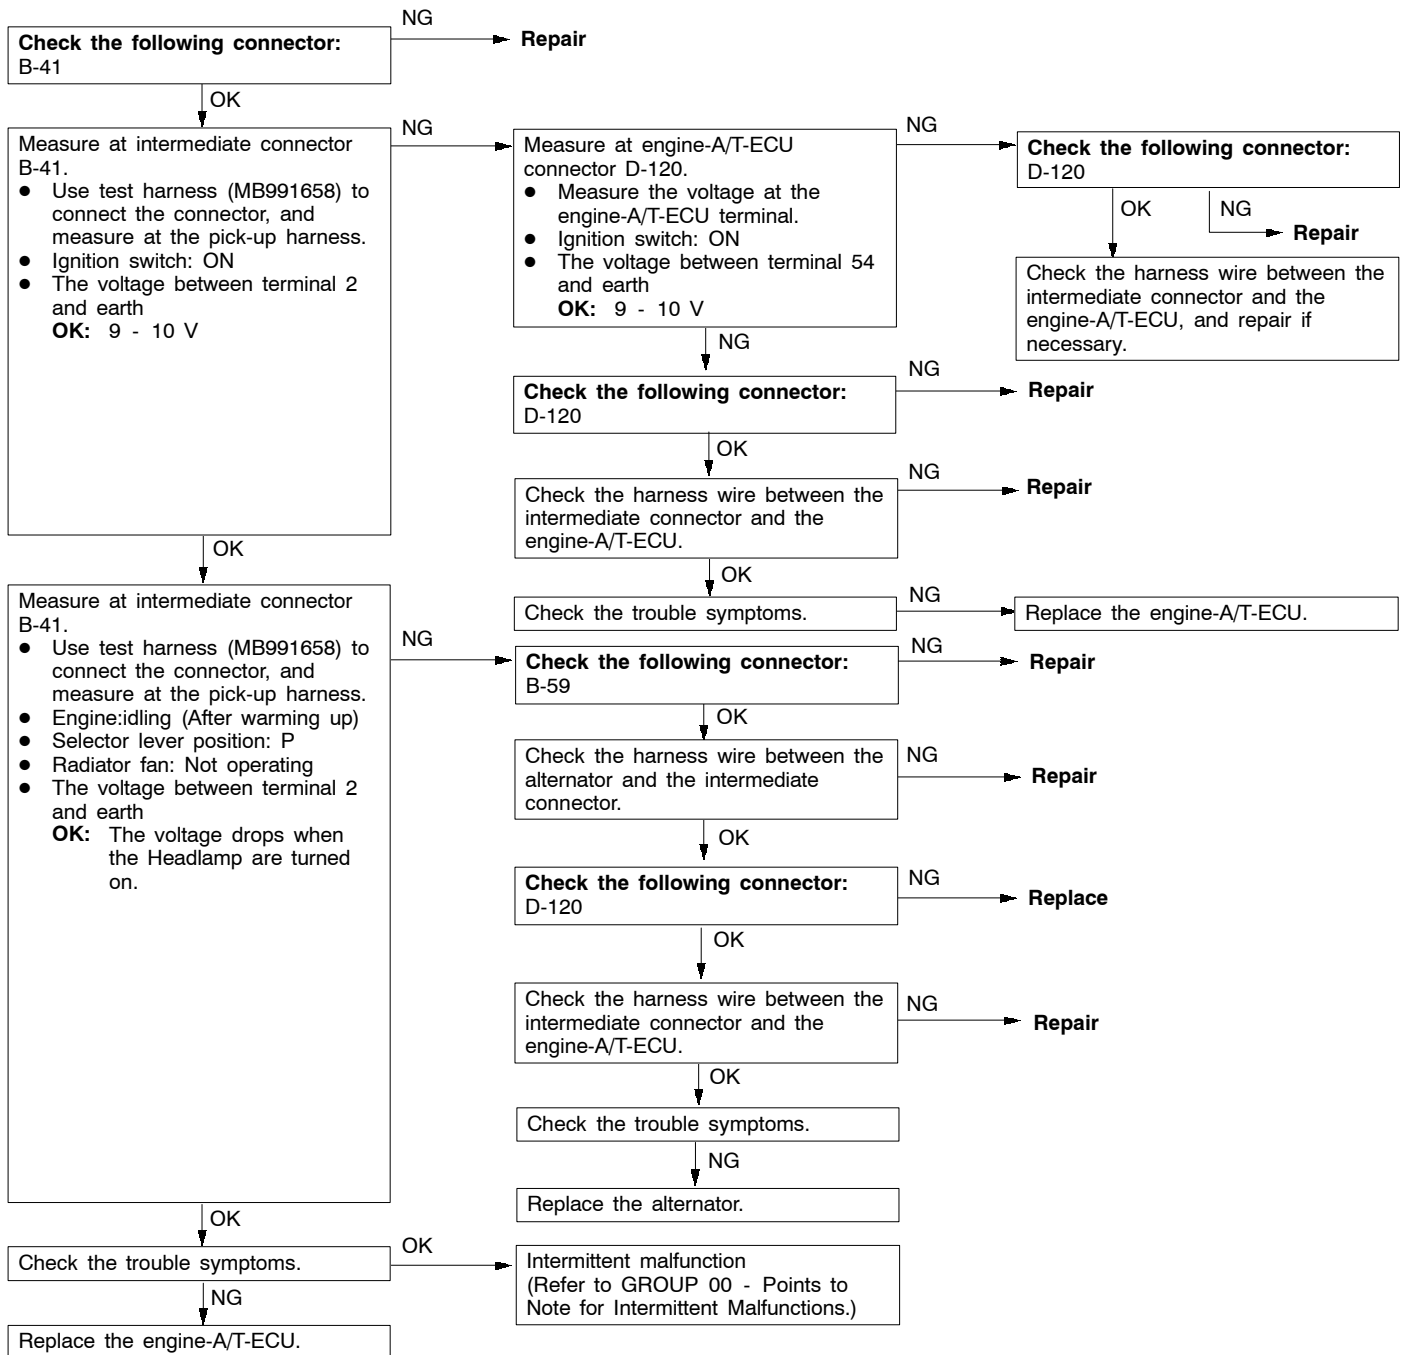 Check the following connector:
B-41
NG
Repair
OK
Measure at intermediate connector
B-41.
● Use test harness (MB991658) to
connect the connector, and
measure at the pick-up harness.
● Ignition switch: ON
● The voltage between terminal 2
and earth
OK: 9 - 10 V
NG
Measure at engine-A/T-ECU
connector D-120.
● Measure the voltage at the
engine-A/T-ECU terminal.
● Ignition switch: ON
● The voltage between terminal 54
and earth
OK: 9 - 10 V
NG
Check the following connector:
D-120
OK
NG
Repair
Check the harness wire between the
intermediate connector and the
engine-A/T-ECU, and repair if
necessary.
NG
Check the following connector:
D-120
NG
Repair
OK
Check the harness wire between the
intermediate connector and the
engine-A/T-ECU.
NG
Repair
OK
Check the trouble symptoms.
NG
Replace the engine-A/T-ECU.
OK
Measure at intermediate connector
B-41.
● Use test harness (MB991658) to
connect the connector, and
measure at the pick-up harness.
● Engine:idling (After warming up)
● Selector lever position: P
● Radiator fan: Not operating
● The voltage between terminal 2
and earth
OK: The voltage drops when
the Headlamp are turned
on.
NG
Check the following connector:
B-59
NG
Repair
OK
Check the harness wire between the
alternator and the intermediate
connector.
NG
Repair
OK
Check the following connector:
D-120
NG
Replace
OK
Check the harness wire between the
intermediate connector and the
engine-A/T-ECU.
NG
Repair
OK
Check the trouble symptoms.
NG
Replace the alternator.
OK
Check the trouble symptoms.
OK
Intermittent malfunction
(Refer to GROUP 00 - Points to
Note for Intermittent Malfunctions.)
NG
Replace the engine-A/T-ECU.